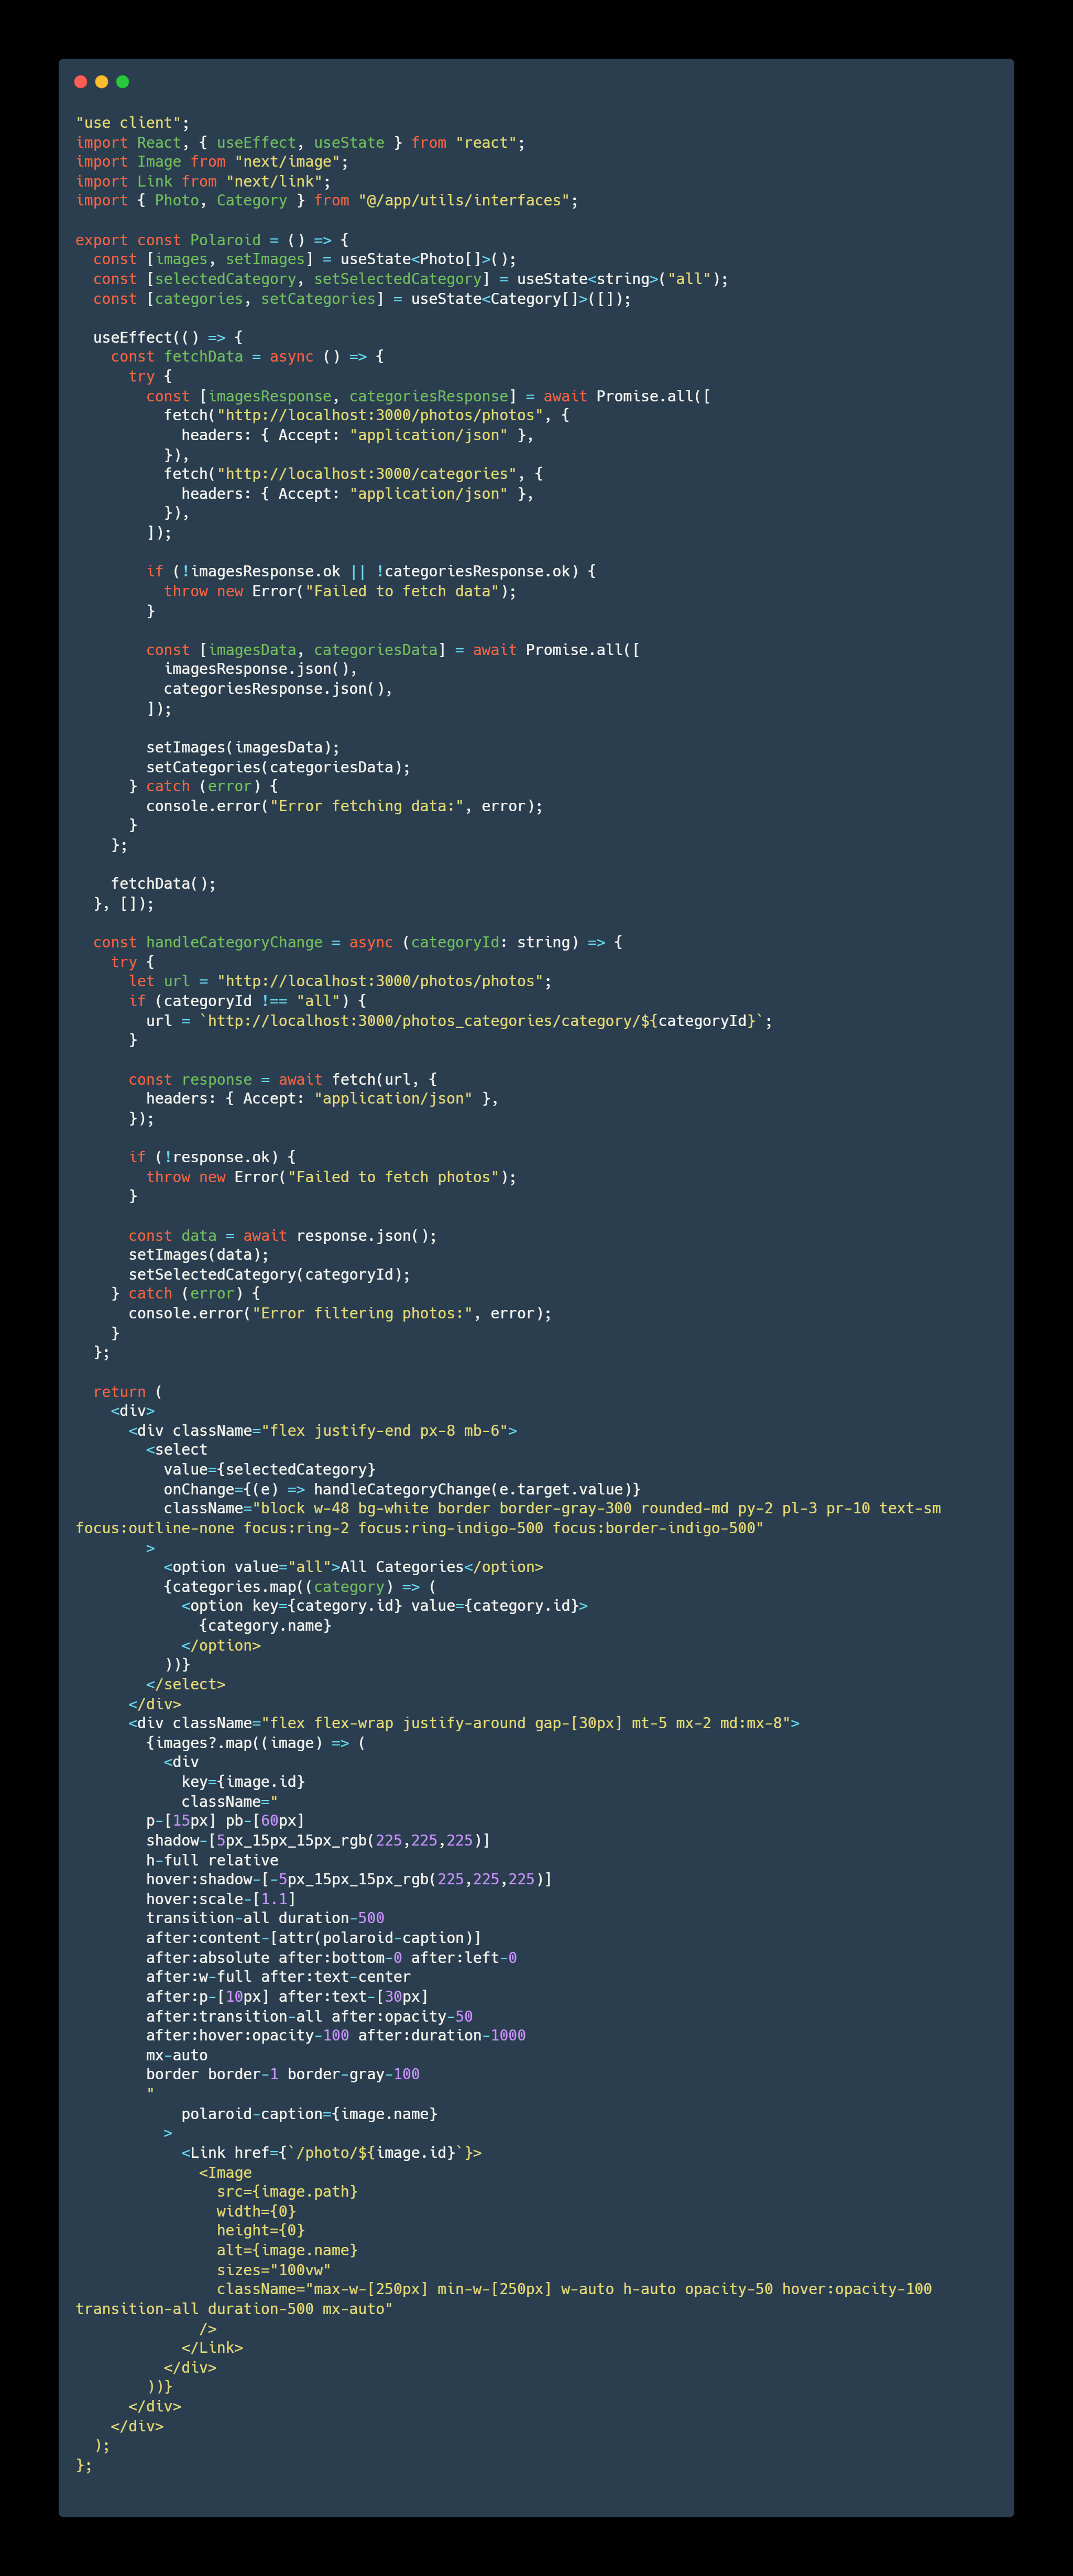 "use client";
import React, { useEffect, useState } from "react";
import Image from "next/image";
import Link from "next/link";
import { Photo, Category } from "@/app/utils/interfaces";

export const Polaroid = () => {
  const [images, setImages] = useState<Photo[]>();
  const [selectedCategory, setSelectedCategory] = useState<string>("all");
  const [categories, setCategories] = useState<Category[]>([]);

  useEffect(() => {
    const fetchData = async () => {
      try {
        const [imagesResponse, categoriesResponse] = await Promise.all([
          fetch("http://localhost:3000/photos/photos", {
            headers: { Accept: "application/json" },
          }),
          fetch("http://localhost:3000/categories", {
            headers: { Accept: "application/json" },
          }),
        ]);

        if (!imagesResponse.ok || !categoriesResponse.ok) {
          throw new Error("Failed to fetch data");
        }

        const [imagesData, categoriesData] = await Promise.all([
          imagesResponse.json(),
          categoriesResponse.json(),
        ]);

        setImages(imagesData);
        setCategories(categoriesData);
      } catch (error) {
        console.error("Error fetching data:", error);
      }
    };

    fetchData();
  }, []);

  const handleCategoryChange = async (categoryId: string) => {
    try {
      let url = "http://localhost:3000/photos/photos";
      if (categoryId !== "all") {
        url = `http://localhost:3000/photos_categories/category/${categoryId}`;
      }

      const response = await fetch(url, {
        headers: { Accept: "application/json" },
      });

      if (!response.ok) {
        throw new Error("Failed to fetch photos");
      }

      const data = await response.json();
      setImages(data);
      setSelectedCategory(categoryId);
    } catch (error) {
      console.error("Error filtering photos:", error);
    }
  };

  return (
    <div>
      <div className="flex justify-end px-8 mb-6">
        <select
          value={selectedCategory}
          onChange={(e) => handleCategoryChange(e.target.value)}
          className="block w-48 bg-white border border-gray-300 rounded-md py-2 pl-3 pr-10 text-sm
focus:outline-none focus:ring-2 focus:ring-indigo-500 focus:border-indigo-500"
        >
          <option value="all">All Categories</option>
          {categories.map((category) => (
            <option key={category.id} value={category.id}>
              {category.name}
            </option>
          ))}
        </select>
      </div>
      <div className="flex flex-wrap justify-around gap-[30px] mt-5 mx-2 md:mx-8">
        {images?.map((image) => (
          <div
            key={image.id}
            className="
        p-[15px] pb-[60px]
        shadow-[5px_15px_15px_rgb(225,225,225)]
        h-full relative
        hover:shadow-[-5px_15px_15px_rgb(225,225,225)]
        hover:scale-[1.1]
        transition-all duration-500
        after:content-[attr(polaroid-caption)]
        after:absolute after:bottom-0 after:left-0
        after:w-full after:text-center
        after:p-[10px] after:text-[30px]
        after:transition-all after:opacity-50
        after:hover:opacity-100 after:duration-1000
        mx-auto
        border border-1 border-gray-100
        "
            polaroid-caption={image.name}
          >
            <Link href={`/photo/${image.id}`}>
              <Image
                src={image.path}
                width={0}
                height={0}
                alt={image.name}
                sizes="100vw"
                className="max-w-[250px] min-w-[250px] w-auto h-auto opacity-50 hover:opacity-100
transition-all duration-500 mx-auto"
              />
            </Link>
          </div>
        ))}
      </div>
    </div>
  );
};